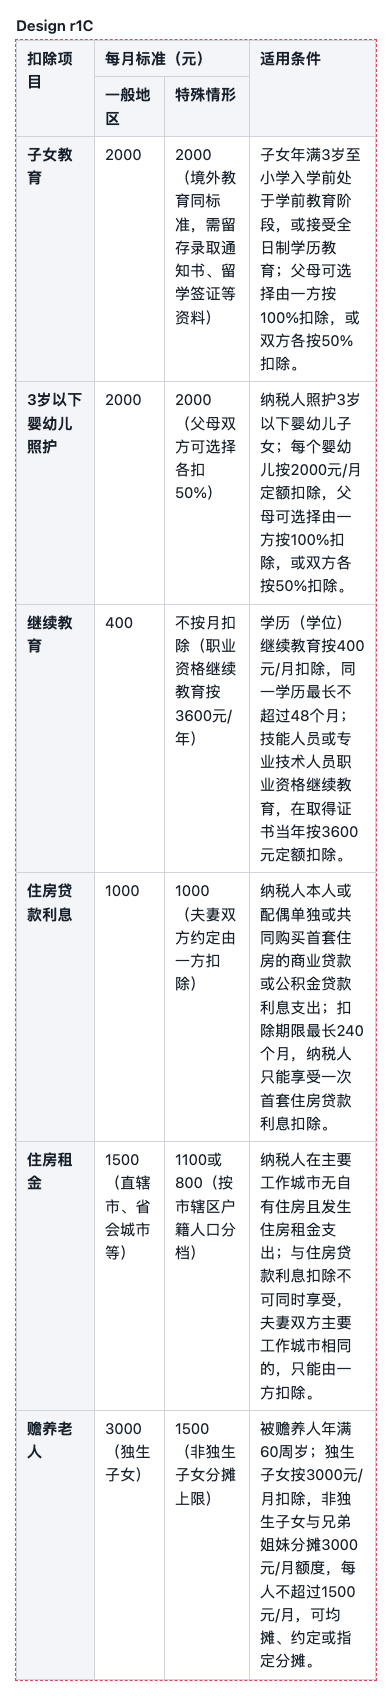 Design r1C
扣除项
目
每月标准（元）
适用条件
一般地
区
特殊情形
子女教
育
2000
2000
（境外教
育同标
准，需留
存录取通
知书、留
学签证等
资料）
子女年满3岁至
小学入学前处
于学前教育阶
段，或接受全
日制学历教
育；父母可选
择由一方按
100%扣除，或
双方各按50%
扣除。
3岁以下
婴幼儿
照护
2000
2000
（父母双
方可选择
各扣
50%）
纳税人照护3岁
以下婴幼儿子
女；每个婴幼
儿按2000元/月
定额扣除，父
母可选择由一
方按100%扣
除，或双方各
按50%扣除。
继续教
育
400
不按月扣
除（职业
资格继续
教育按
3600元/
年）
学历（学位）
继续教育按400
元/月扣除，同
一学历最长不
超过48个月；
技能人员或专
业技术人员职
业资格继续教
育，在取得证
书当年按3600
元定额扣除。
住房贷
款利息
1000
1000
（夫妻双
方约定由
一方扣
除）
纳税人本人或
配偶单独或共
同购买首套住
房的商业贷款
或公积金贷款
利息支出；扣
除期限最长240
个月，纳税人
只能享受一次
首套住房贷款
利息扣除。
住房租
金
1500
（直辖
市、省
会城市
等）
1100或
800（按
市辖区户
籍人口分
档）
纳税人在主要
工作城市无自
有住房且发生
住房租金支
出；与住房贷
款利息扣除不
可同时享受，
夫妻双方主要
工作城市相同
的，只能由一
方扣除。
赡养老
人
3000
（独生
子女）
1500
（非独生
子女分摊
上限）
被赡养人年满
60周岁；独生
子女按3000元/
月扣除，非独
生子女与兄弟
姐妹分摊3000
元/月额度，每
人不超过1500
元/月，可均
摊、约定或指
定分摊。